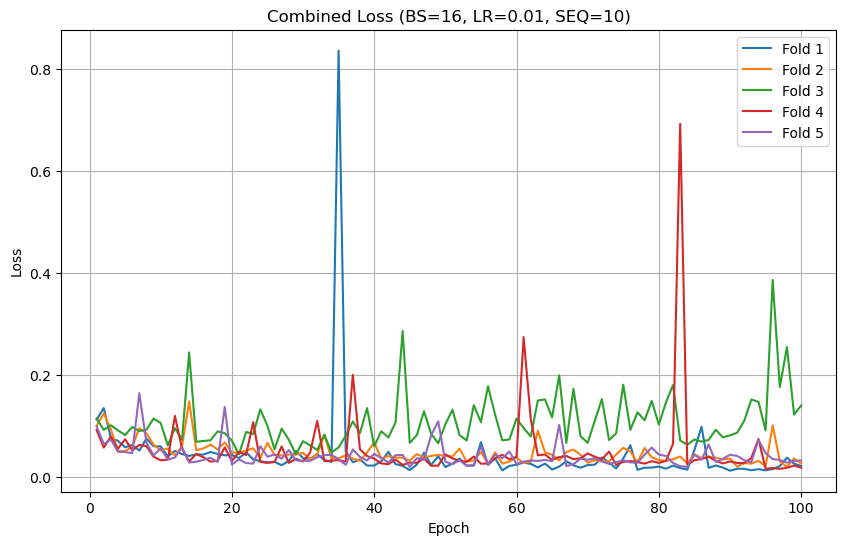 Combined Loss (BS=16, LR=0.01, SEQ=10)
Fold 1
Fold 2
Fold 3
Fold 4
Fold 5
0.8
0.6
0.4
0.2
0.0
Loss
0 20 40 60 80 100
Epoch